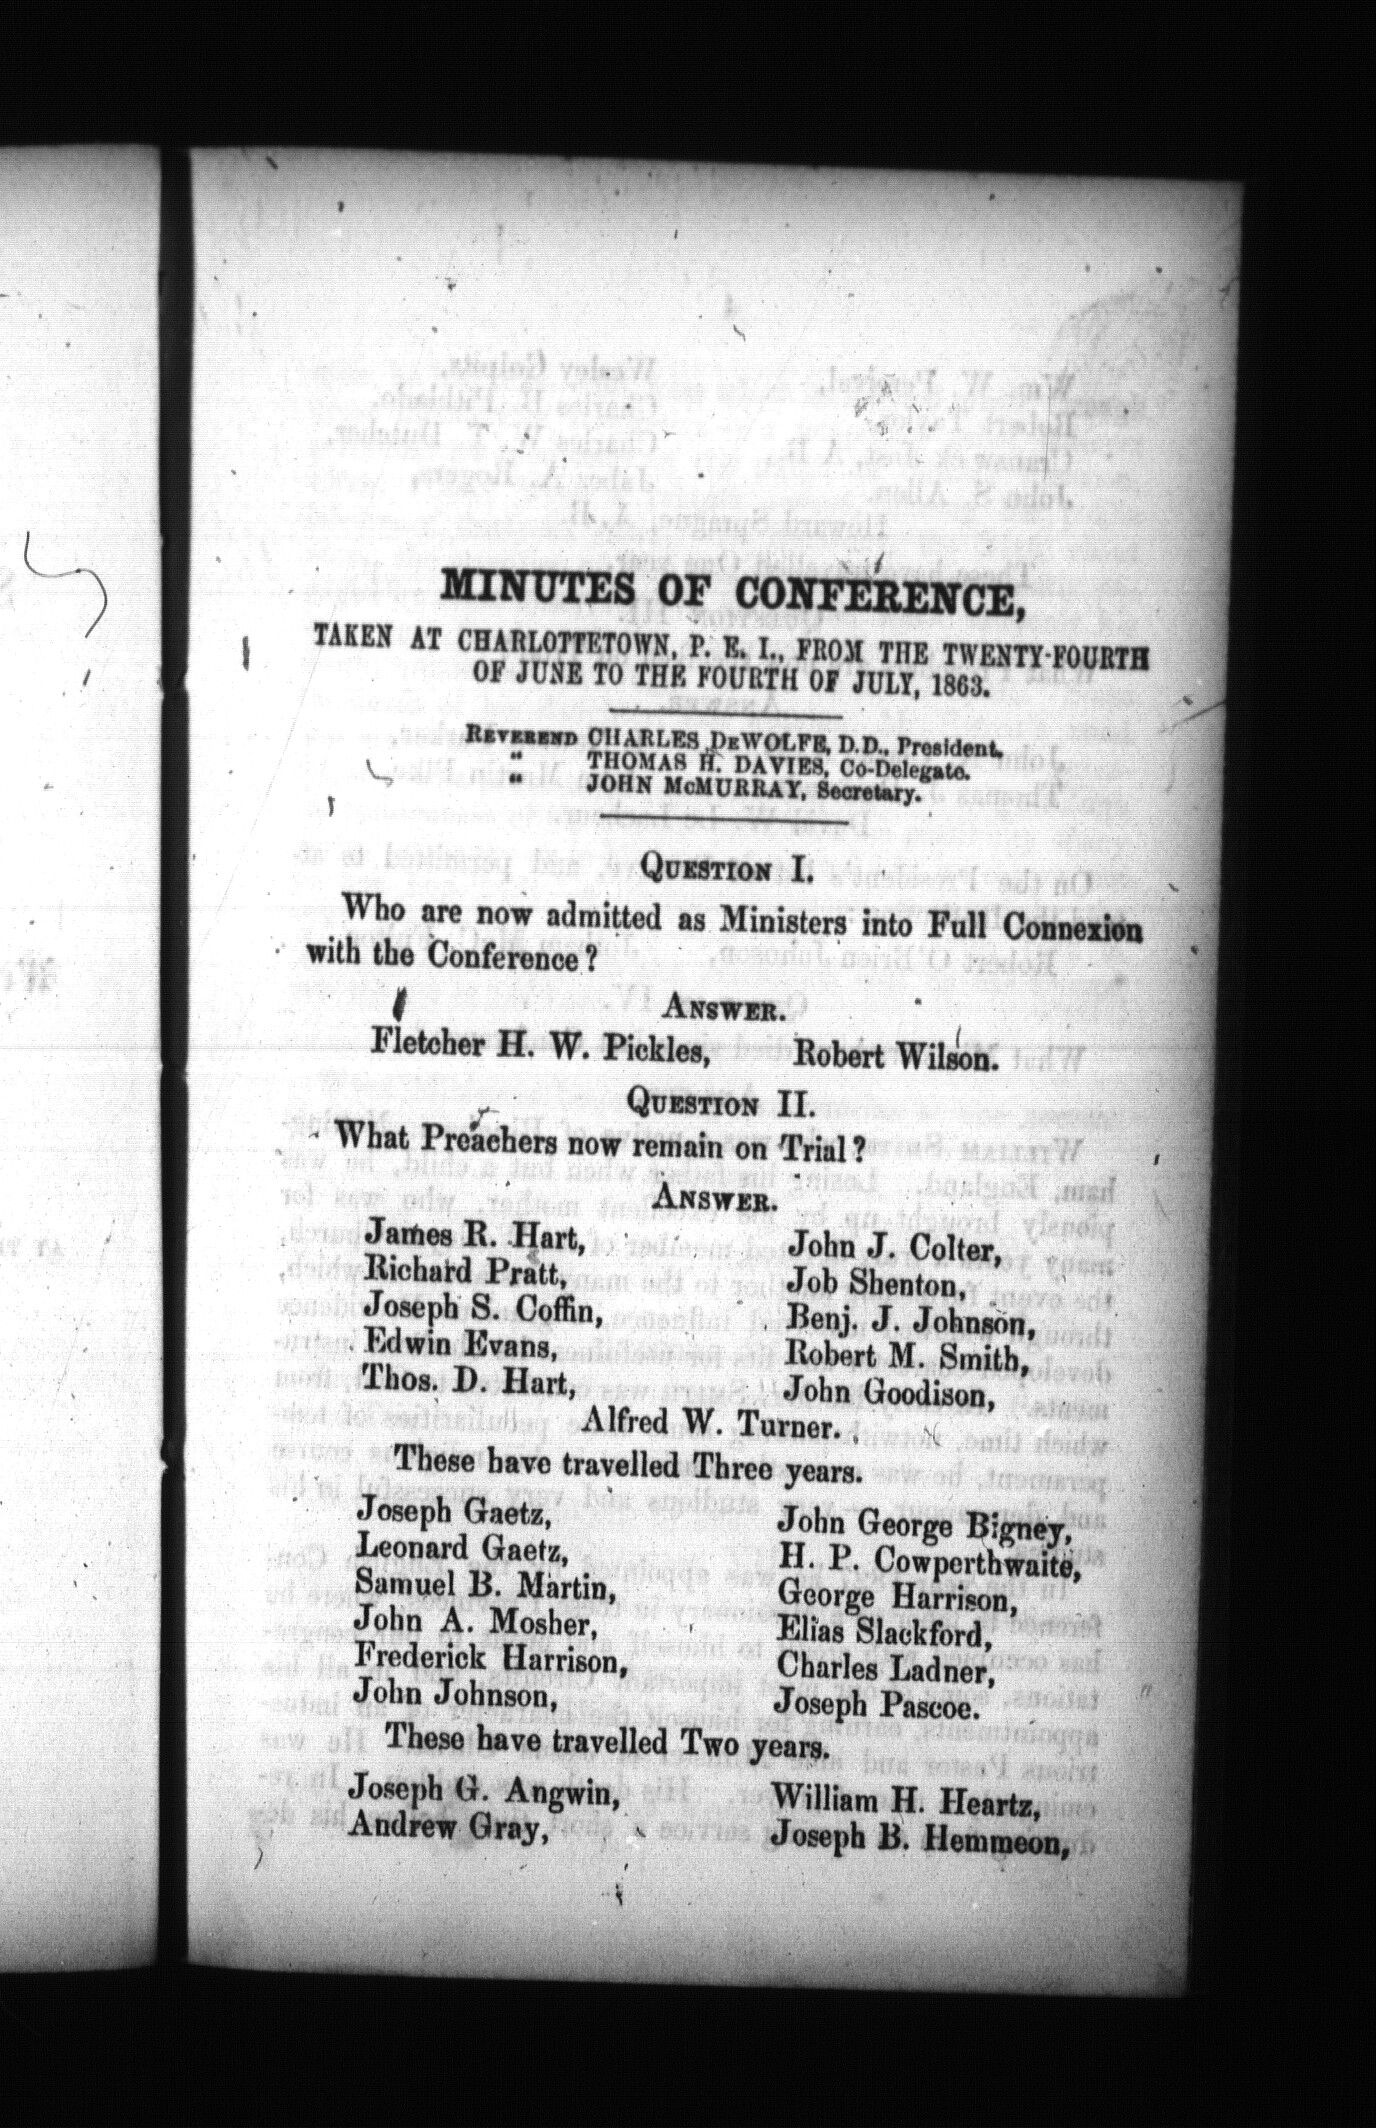 MINUTES OF CONFERENCE,
TAKEN AT CHARLOTTETOWN, P. E. I., FROM THE TWENTY-FOURTH
OF JUNE TO THE FOURTH OF JULY, 1863.
REVEREND CHARLES DEWOLFE, D.D., President.
" THOMAS H. DAVIES, Co-Delegate.
" JOHN McMURRAY, Secretary.
QUESTION I.
Who are now admitted as Ministers into Full Connexion
with the Conference?
ANSWER.
Fletcher H. W. Pickles, Robert Wilson.
QUESTION II.
What Preachers now remain on Trial?
ANSWER.
James R. Hart, John J. Colter,
Richard Pratt, Job Shenton,
Joseph S. Coffin, Benj. J. Johnson,
Edwin Evans, Robert M. Smith,
Thos. D. Hart, John Goodison,
Alfred W. Turner.
These have travelled Three years.
Joseph Gaetz, John George Bigney,
Leonard Gaetz, H. P. Cowperthwaite,
Samuel B. Martin, George Harrison,
John A. Mosher, Elias Slackford,
Frederick Harrison, Charles Ladner,
John Johnson, Joseph Pascoe.
These have travelled Two years.
Joseph G. Angwin, William H. Heartz,
Andrew Gray, Joseph B. Hemmeon,